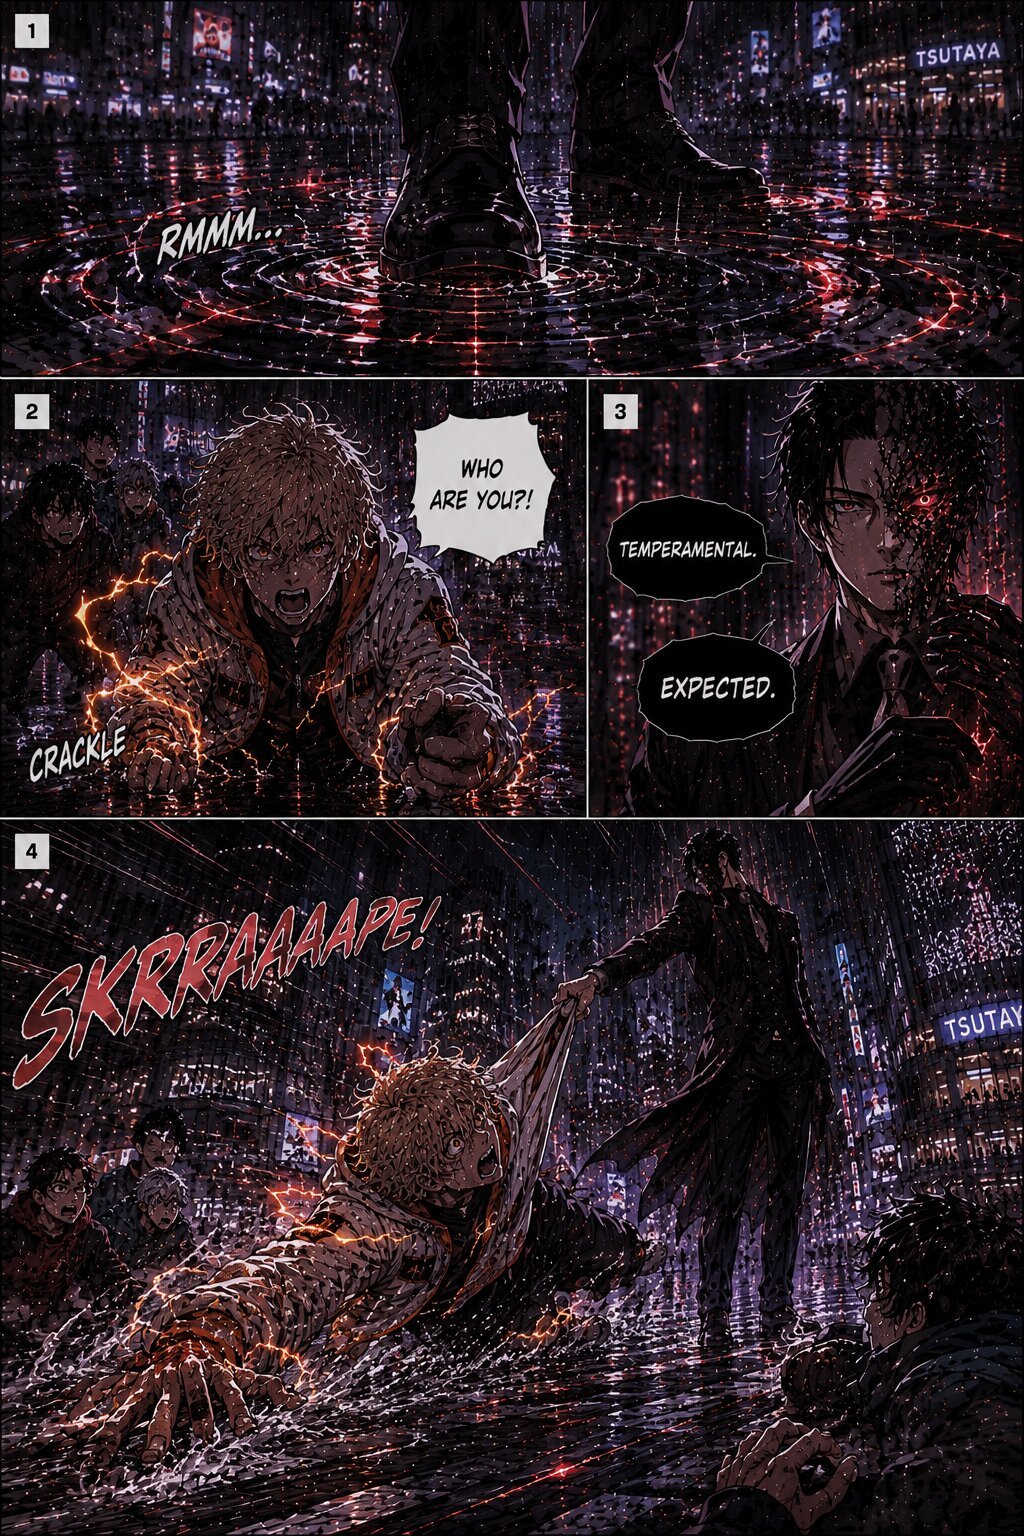 1
TSUTAYA
RMMM...
2
WHO
ARE YOU?!
CRACKLE
3
TEMPERAMENTAL.
EXPECTED.
4
SKRRAAAAPE!
TSUTAY